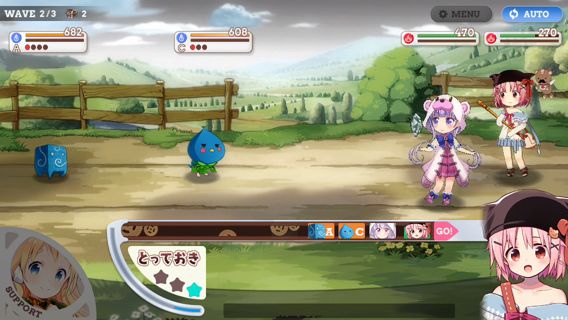 WAVE 2/3 2
MENU
AUTO
682
A
608
C
470
270
A
C
GO!
とっておき
SUPPORT